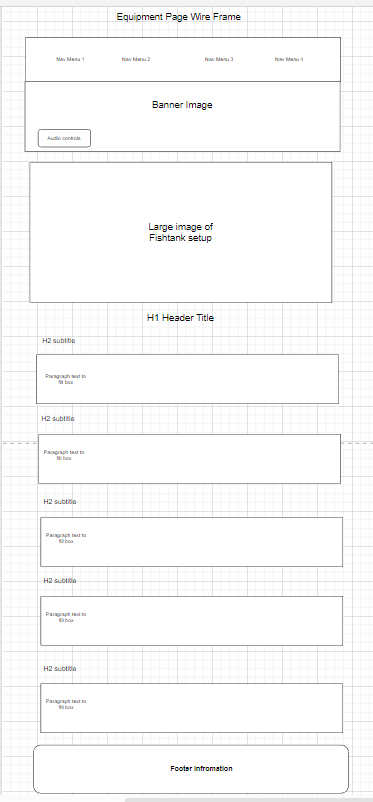 Equipment Page Wire Frame
Nav Menu 1 Nav Menu 2 Nav Menu 3 Nav Menu 4
Banner Image
Audio controls
Large image of
Fishtank setup
H1 Header Title
H2 subtitle
Paragraph text to
fill box
H2 subtitle
Paragraph text to
fill box
H2 subtitle
Paragraph text to
fill box
H2 subtitle
Paragraph text to
fill box
H2 subtitle
Paragraph text to
fill box
Footer Infromation